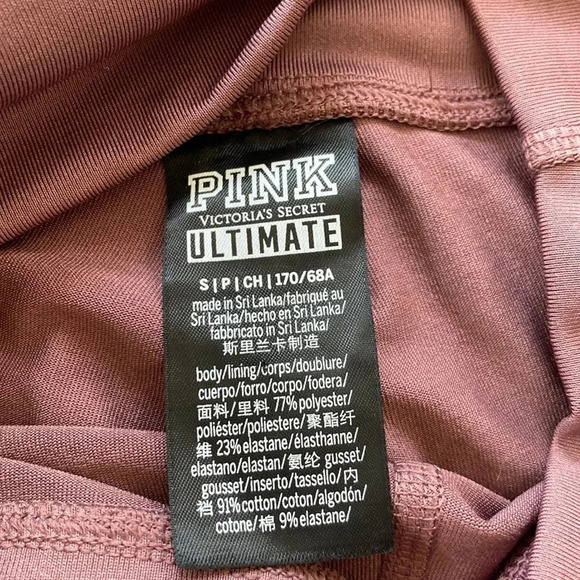 PINK
VICTORIA'S SECRET
ULTIMATE
S|P|CH|170/68A
made in Sri Lanka/fabriqué au
Sri Lanka/hecho en Sri Lanka/
fabbricato in Sri Lanka/
斯里兰卡制造
body/lining/corps/doublure/
cuerpo/forro/corpo/fodera/
面料/里料 77% polyester/
poliéster/poliestere/聚酯纤
维 23% elastane/élasthanne/
elastano/elastan/氨纶 gusset/
gousset/inserto/tassello/内
裆 91% cotton/coton/algodón/
cotone/棉 9% elastane/